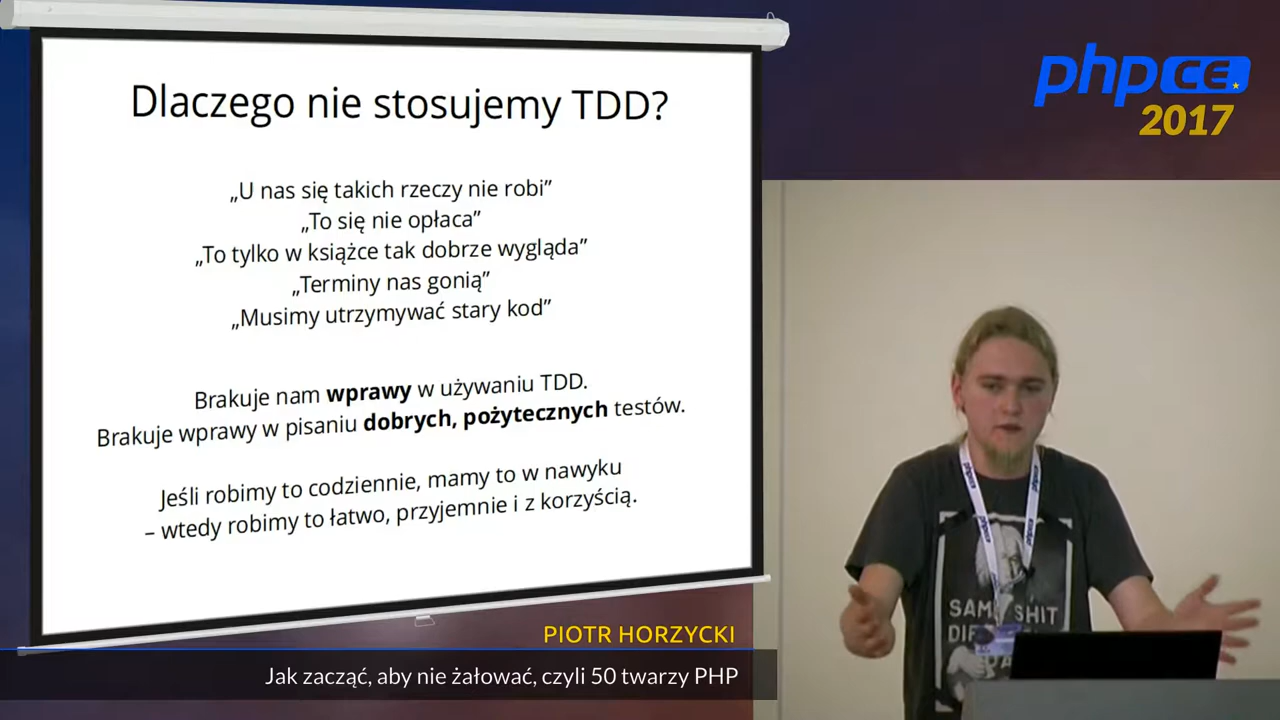 Dlaczego nie stosujemy TDD?
„U nas się takich rzeczy nie robi”
„To się nie opłaca”
„To tylko w książce tak dobrze wygląda”
„Terminy nas gonią”
„Musimy utrzymywać stary kod”
Brakuje nam wprawy w używaniu TDD.
Brakuje wprawy w pisaniu dobrych, pożytecznych testów.
Jeśli robimy to codziennie, mamy to w nawyku
– wtedy robimy to łatwo, przyjemnie i z korzyścią.
phpCE
2017
SHIT
PIOTR HORZYCKI
Jak zacząć, aby nie żałować, czyli 50 twarzy PHP